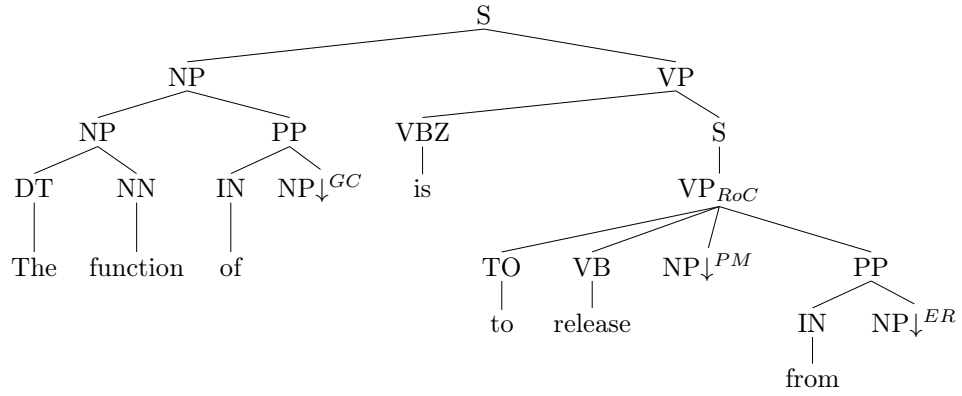 S
NP VP
NP PP VBZ S
DT NN IN NP↓GC is VP RoC
The function of TO VB NP↓PM PP
to release IN NP↓ER
from